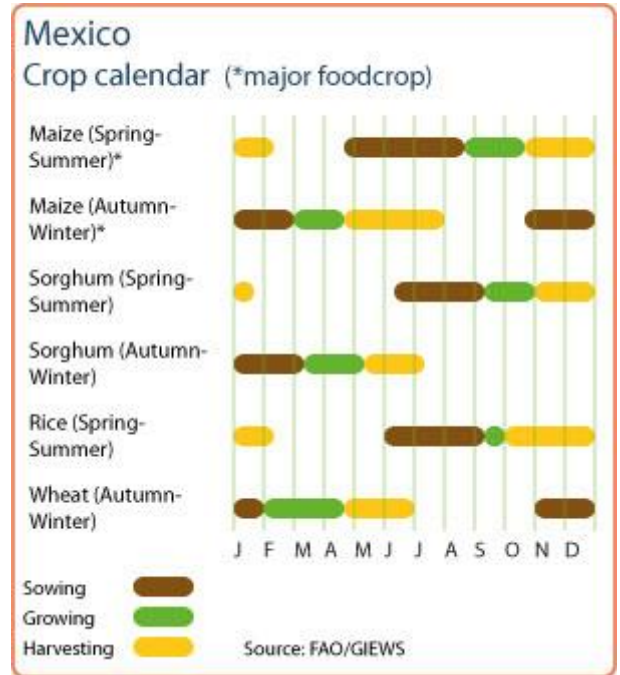 Mexico
Crop calendar (*major foodcrop)
Maize (Spring-
Summer)*
Maize (Autumn-
Winter)*
Sorghum (Spring-
Summer)
Sorghum (Autumn-
Winter)
Rice (Spring-
Summer)
Wheat (Autumn-
Winter)
J F M A M J J A S O N D
Sowing
Growing
Harvesting
Source: FAO/GIEWS